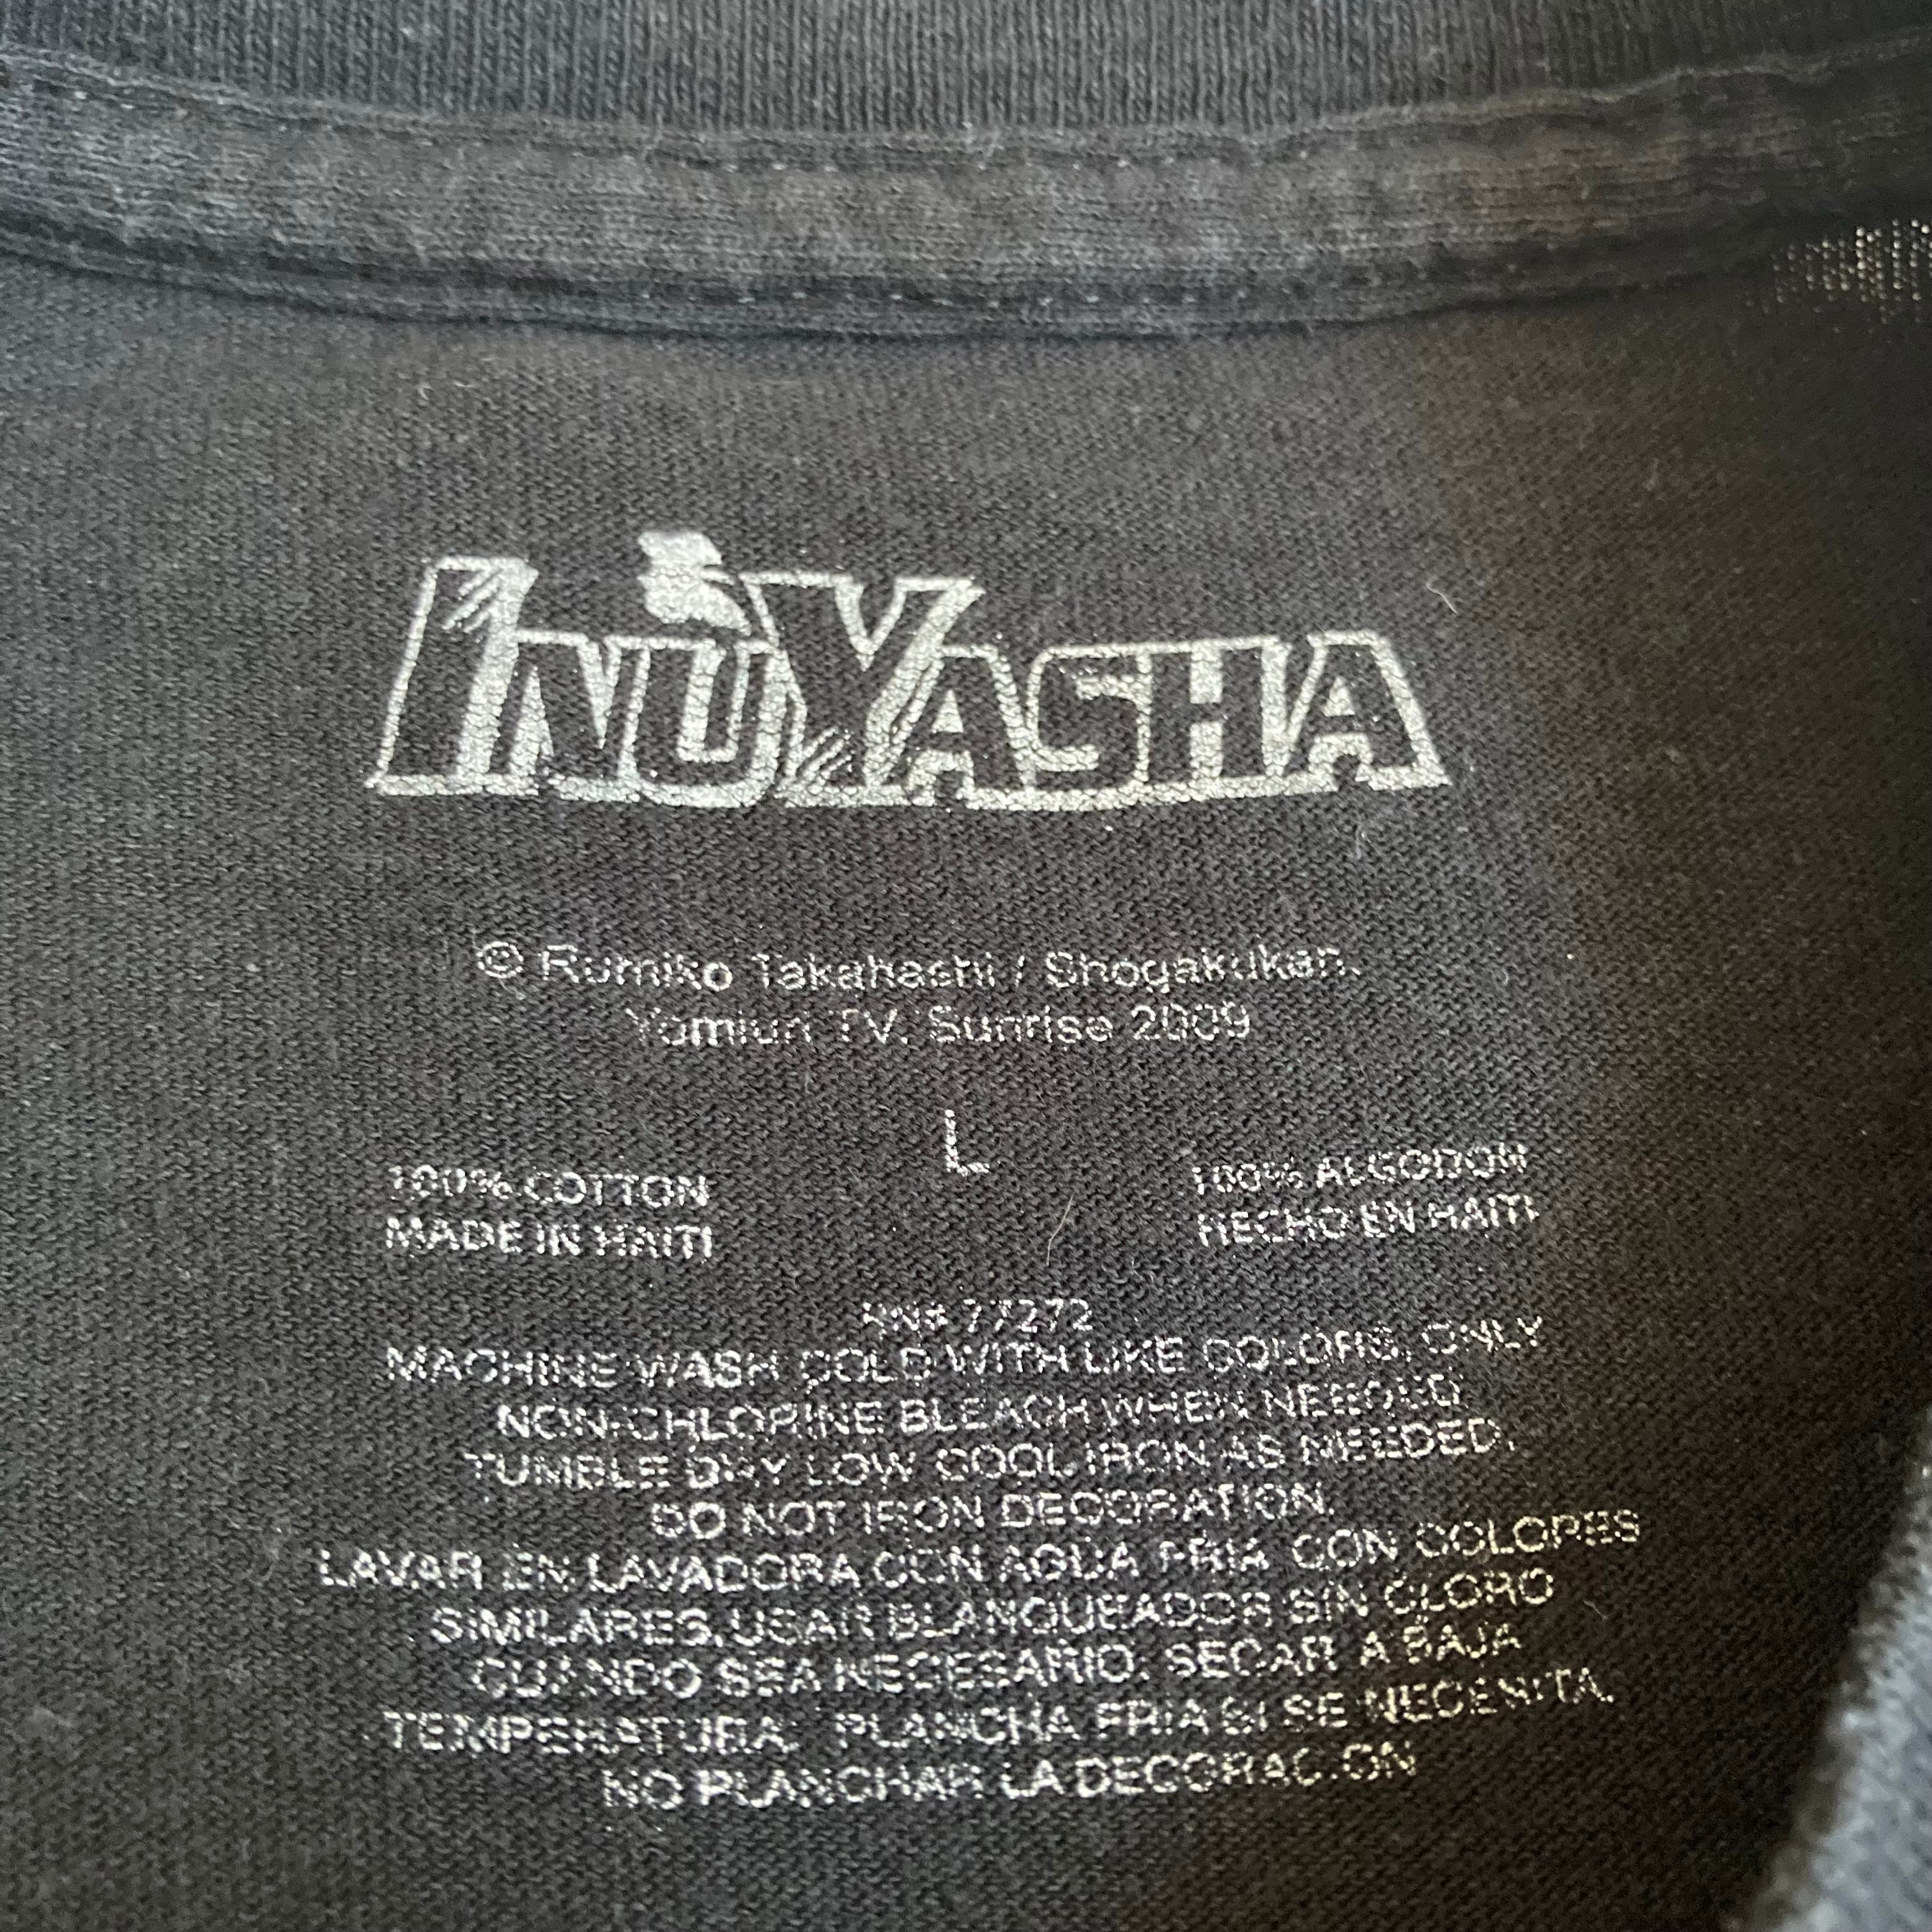 INUYASHA
© Rumiko Takahashi / Shogakukan,
Yomiuri TV, Sunrise 2009
L
100% COTTON
MADE IN HAITI
100% ALGODON
HECHO EN HAITI
RN# 77272
MACHINE WASH COLD WITH LIKE COLORS, ONLY
NON-CHLORINE BLEACH WHEN NEEDED
TUMBLE DRY LOW COOL IRON AS NEEDED.
DO NOT IRON DECORATION.
LAVAR EN LAVADORA CON AGUA FRIA CON COLORES
SIMILARES, USAR BLANQUEADOR SIN CLORO
CUANDO SEA NECESARIO. SECAR A BAJA
TEMPERATURA. PLANCHA FRIA SI SE NECESITA.
NO PLANCHAR LA DECORACION